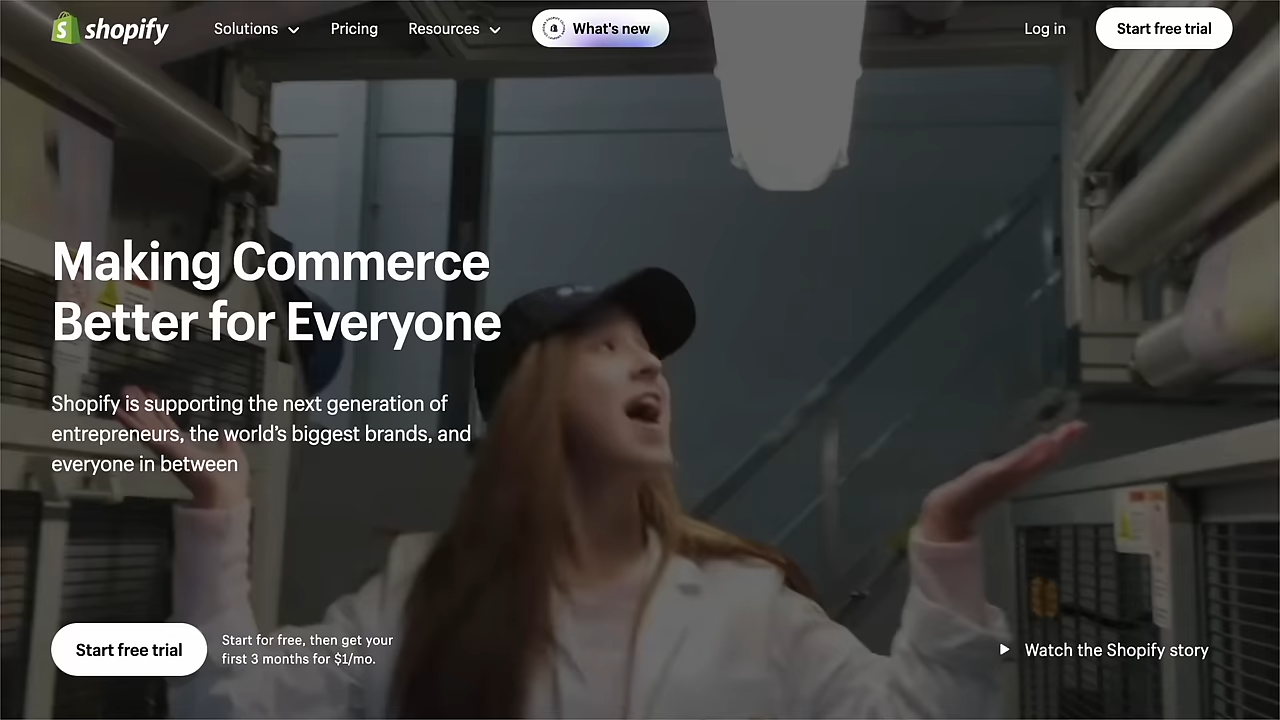 shopify
Solutions
Pricing
Resources
What's new
Log in
Start free trial
Making Commerce
Better for Everyone
Shopify is supporting the next generation of
entrepreneurs, the world’s biggest brands, and
everyone in between
Start free trial
Start for free, then get your
first 3 months for $1/mo.
Watch the Shopify story